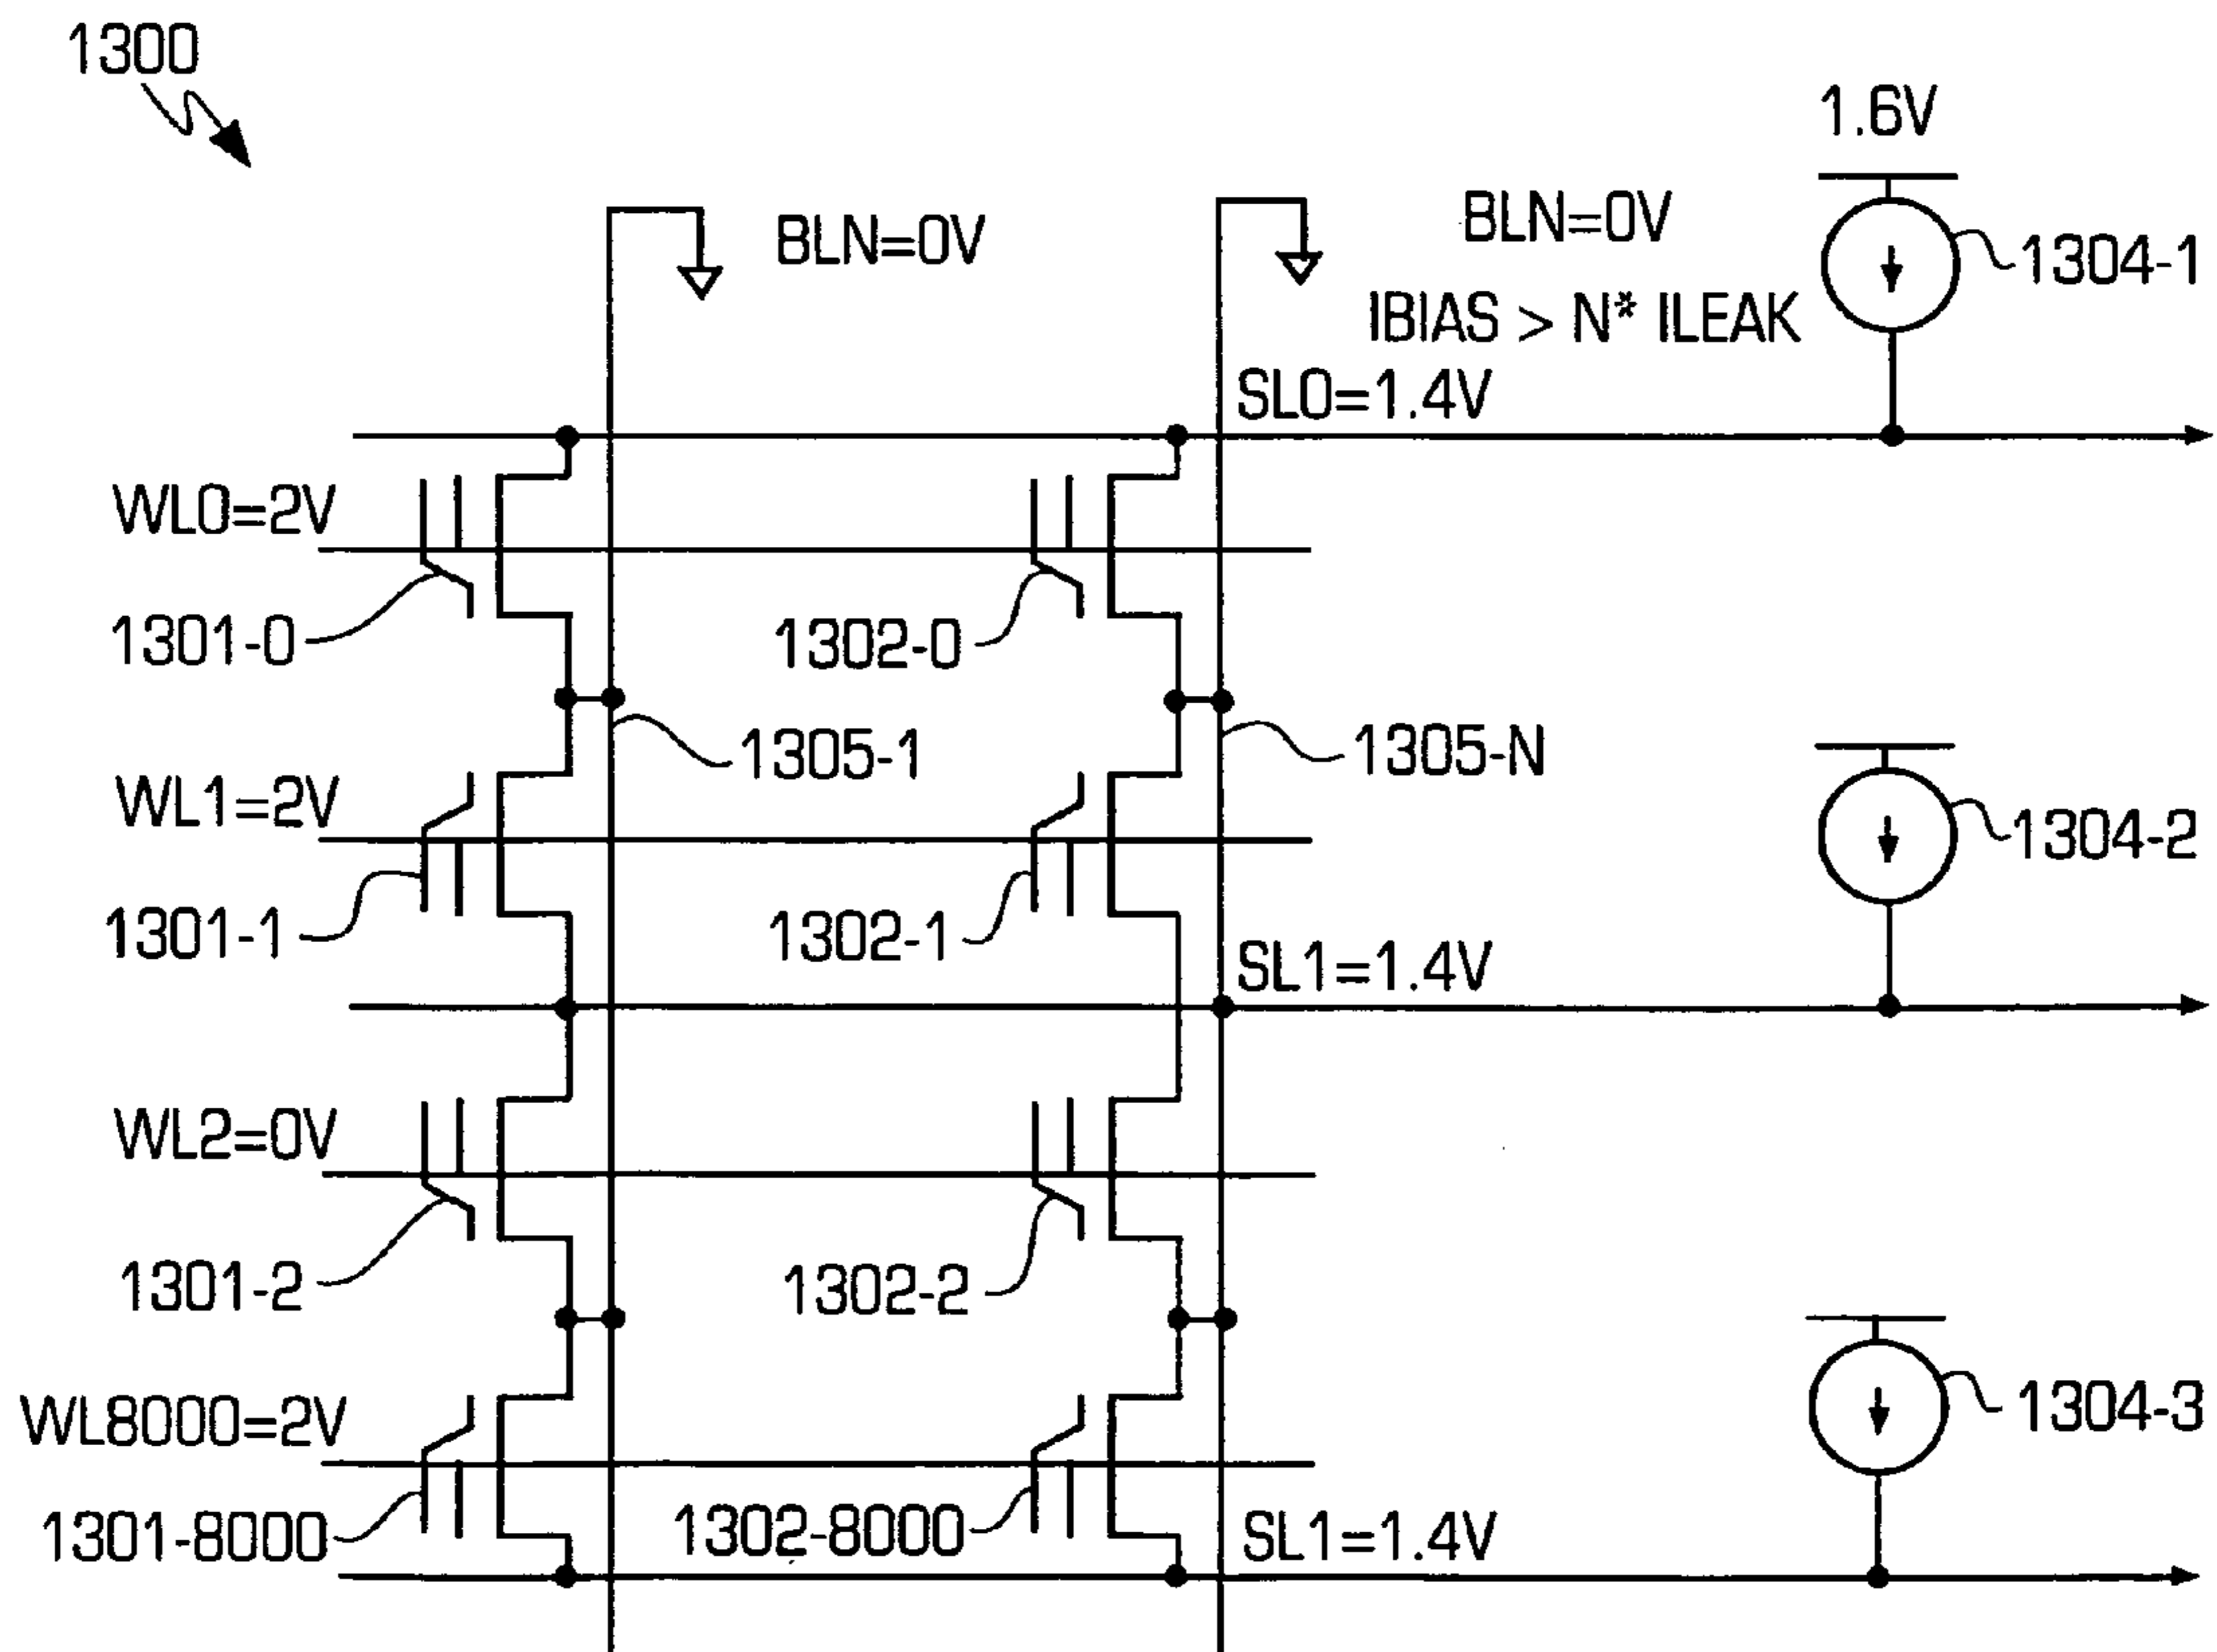 1300
1.6V
BLN=0V
BLN=0V
1304-1
IBIAS > N* ILEAK
SL0=1.4V
WL0=2V
1301-0
1302-0
1305-1
1305-N
WL1=2V
1304-2
1301-1
1302-1
SL1=1.4V
WL2=0V
1301-2
1302-2
WL8000=2V
1304-3
1301-8000
1302-8000
SL1=1.4V